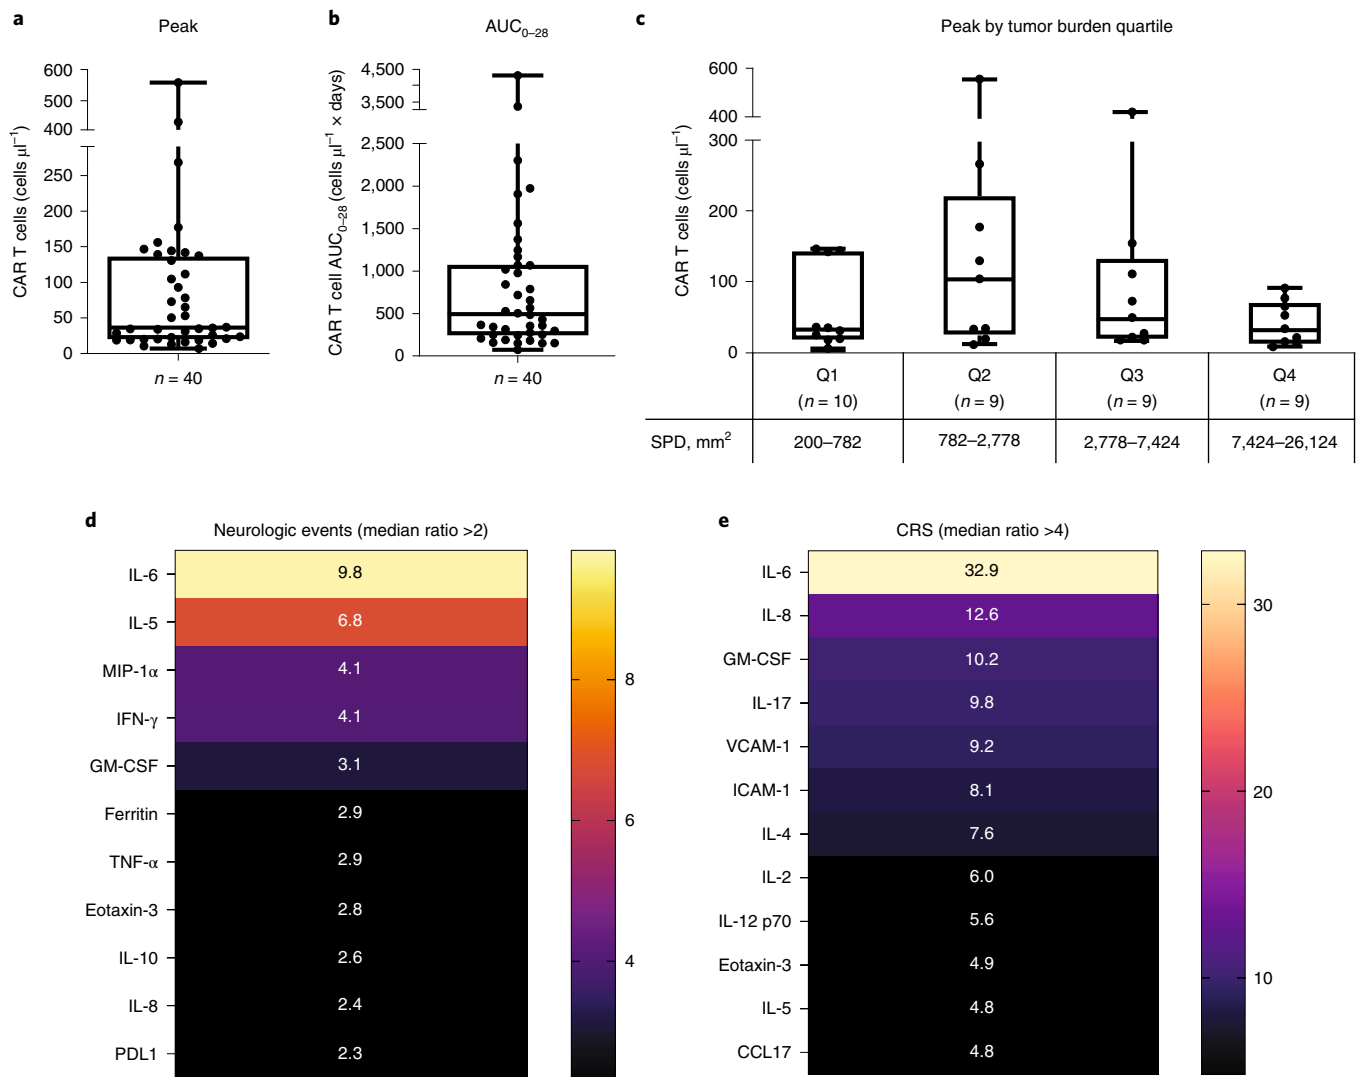 a
Peak
CAR T cells (cells μl⁻¹)
600
500
400
250
200
150
100
50
0
n = 40
b
AUC₀₋₂₈
CAR T cell AUC₀₋₂₈ (cells μl⁻¹ × days)
4,500
3,500
2,500
2,000
1,500
1,000
500
0
n = 40
c
Peak by tumor burden quartile
CAR T cells (cells μl⁻¹)
600
400
300
200
100
0
Q1 Q2 Q3 Q4
(n = 10) (n = 9) (n = 9) (n = 9)
SPD, mm² 200–782 782–2,778 2,778–7,424 7,424–26,124
d
Neurologic events (median ratio >2)
IL-6 9.8
IL-5 6.8
MIP-1α 4.1
IFN-γ 4.1
GM-CSF 3.1
Ferritin 2.9
TNF-α 2.9
Eotaxin-3 2.8
IL-10 2.6
IL-8 2.4
PDL1 2.3
8
6
4
e
CRS (median ratio >4)
IL-6 32.9
IL-8 12.6
GM-CSF 10.2
IL-17 9.8
VCAM-1 9.2
ICAM-1 8.1
IL-4 7.6
IL-2 6.0
IL-12 p70 5.6
Eotaxin-3 4.9
IL-5 4.8
CCL17 4.8
30
20
10